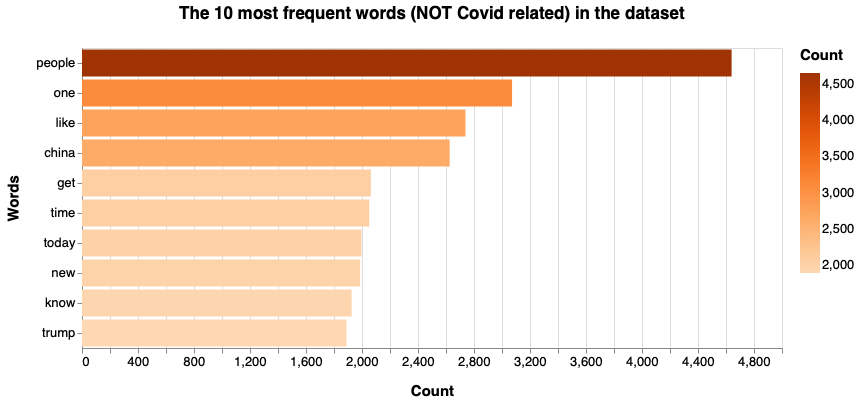 The 10 most frequent words (NOT Covid related) in the dataset
people
one
like
china
get
time
today
new
know
trump
Words
0 400 800 1,200 1,600 2,000 2,400 2,800 3,200 3,600 4,000 4,400 4,800
Count
Count
4,500
4,000
3,500
3,000
2,500
2,000